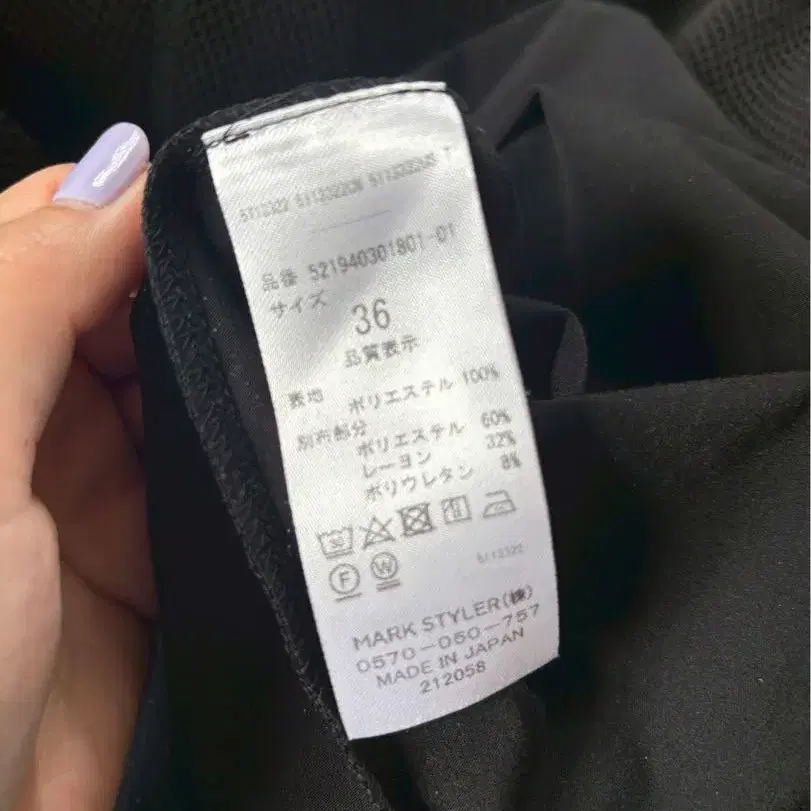 品番 521940301801-01
サイズ
36
品質表示
表地 ポリエステル 100%
別布部分
ポリエステル 60%
レーヨン 32%
ポリウレタン 8%
F W
5113322
MARK STYLER(株)
0570-050-757
MADE IN JAPAN
212058